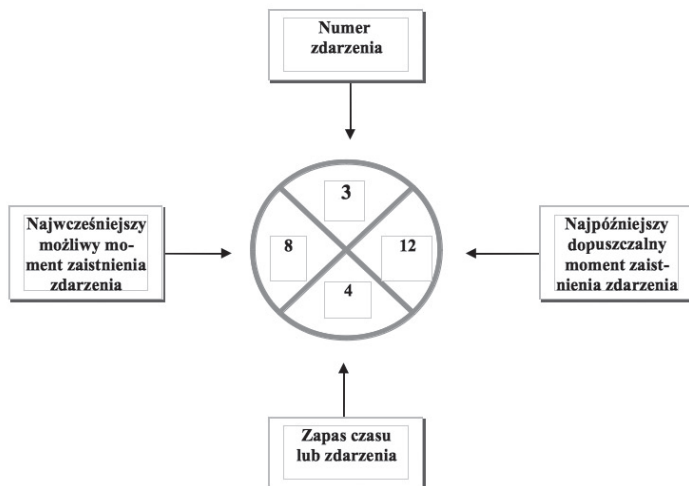 Numer
zdarzenia
3
Najwcześniejszy
możliwy mo-
ment zaistnienia
zdarzenia
8
12
Najpóźniejszy
dopuszczalny
moment zaist-
nienia zdarzenia
4
Zapas czasu
lub zdarzenia